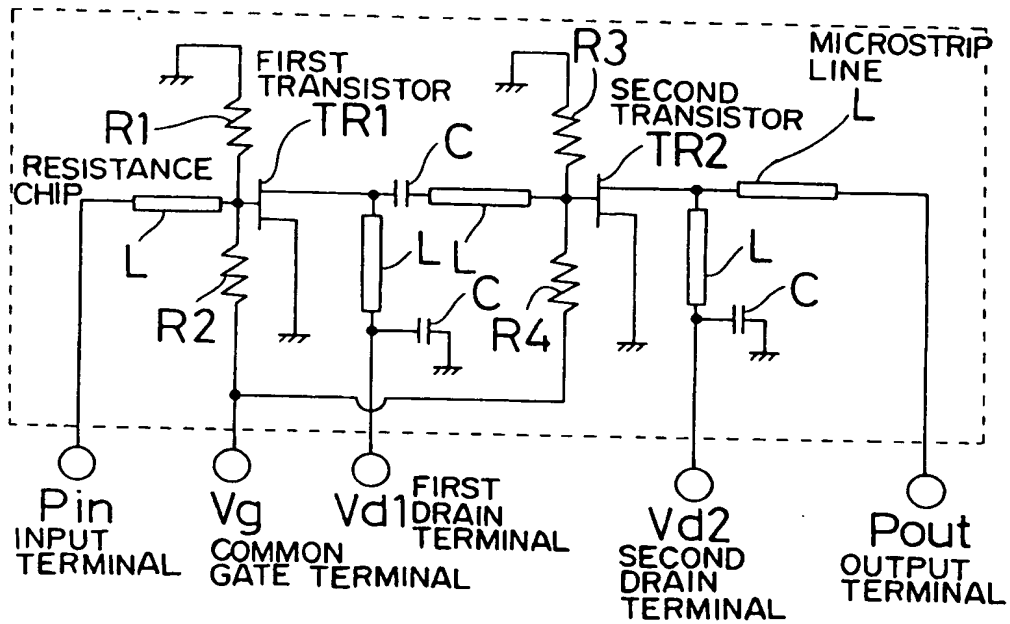 R3
MICROSTRIP
LINE
L
FIRST
TRANSISTOR
TR1
R1
SECOND
TRANSISTOR
TR2
C
RESISTANCE
CHIP
L
L
L
L
C
C
R2
R4
Pin
INPUT
TERMINAL
Vg
COMMON
GATE TERMINAL
Vd1
FIRST
DRAIN
TERMINAL
Vd2
SECOND
DRAIN
TERMINAL
Pout
OUTPUT
TERMINAL